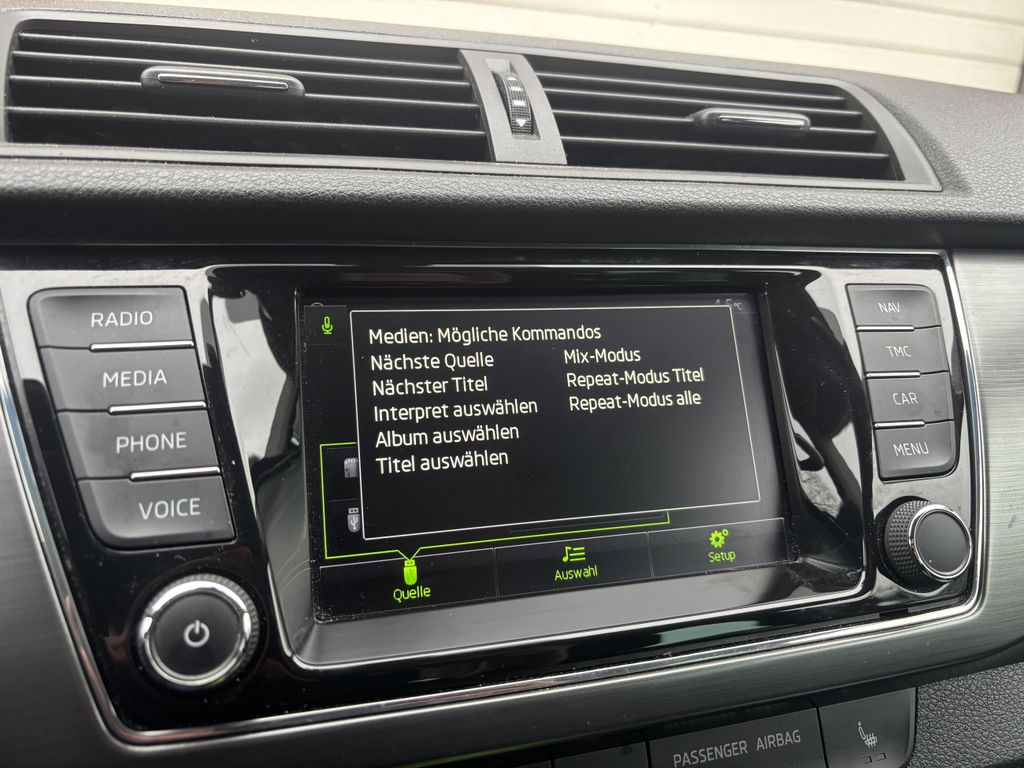 RADIO
MEDIA
PHONE
VOICE
Medien: Mögliche Kommandos
Nächste Quelle
Nächster Titel
Interpret auswählen
Album auswählen
Titel auswählen
Mix-Modus
Repeat-Modus Titel
Repeat-Modus alle
Quelle
Auswahl
Setup
NAV
TMC
CAR
MENU
PASSENGER AIRBAG